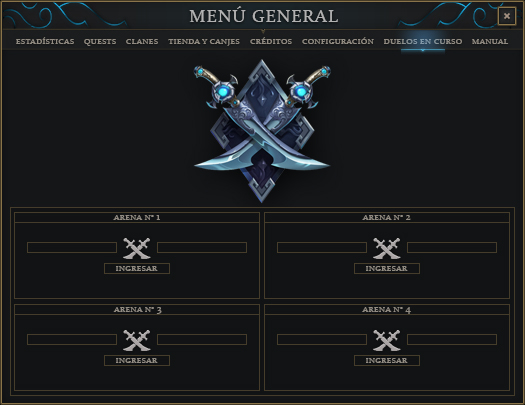 MENÚ GENERAL
ESTADÍSTICAS QUESTS CLANES TIENDA Y CANJES CRÉDITOS CONFIGURACIÓN DUELOS EN CURSO MANUAL
ARENA Nº 1 ARENA Nº 2
INGRESAR INGRESAR
ARENA Nº 3 ARENA Nº 4
INGRESAR INGRESAR